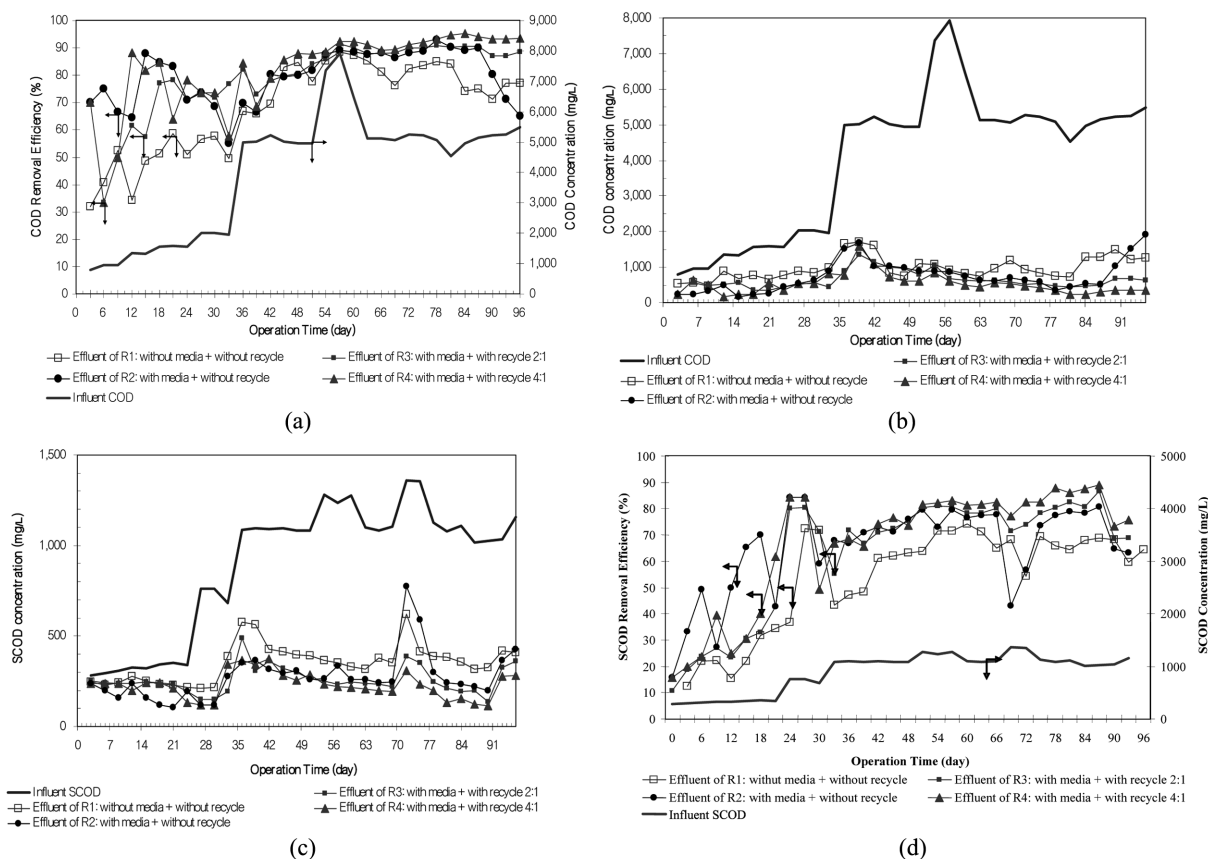 100
90
80
70
60
50
40
30
20
10
0
COD Removal Efficiency (%)
9,000
8,000
7,000
6,000
5,000
4,000
3,000
2,000
1,000
0
COD Concentration (mg/L)
0 6 12 18 24 30 36 42 48 54 60 66 72 78 84 90 96
Operation Time (day)
Effluent of R1: without media + without recycle
Effluent of R3: with media + with recycle 2:1
Effluent of R2: with media + without recycle
Effluent of R4: with media + with recycle 4:1
Influent COD
(a)
8,000
7,000
6,000
5,000
4,000
3,000
2,000
1,000
0
COD concentration (mg/L)
0 7 14 21 28 35 42 49 56 63 70 77 84 91
Operation Time (day)
Influent COD
Effluent of R3: with media + with recycle 2:1
Effluent of R1: without media + without recycle
Effluent of R4: with media + with recycle 4:1
Effluent of R2: with media + without recycle
(b)
1,500
1,000
500
0
SCOD concentration (mg/L)
0 7 14 21 28 35 42 49 56 63 70 77 84 91
Operation Time (day)
Influent SCOD
Effluent of R3: with media + with recycle 2:1
Effluent of R1: without media + without recycle
Effluent of R4: with media + with recycle 4:1
Effluent of R2: with media + without recycle
(c)
100
90
80
70
60
50
40
30
20
10
0
SCOD Removal Efficiency (%)
5000
4000
3000
2000
1000
0
SCOD Concentration (mg/L)
0 6 12 18 24 30 36 42 48 54 60 66 72 78 84 90 96
Operation Time (day)
Effluent of R1: withut media + without recycle
Effluent of R3: with media + with recycle 2:1
Effluent of R2: with media + without recycle
Effluent of R4: with media + with recycle 4:1
Influent SCOD
(d)